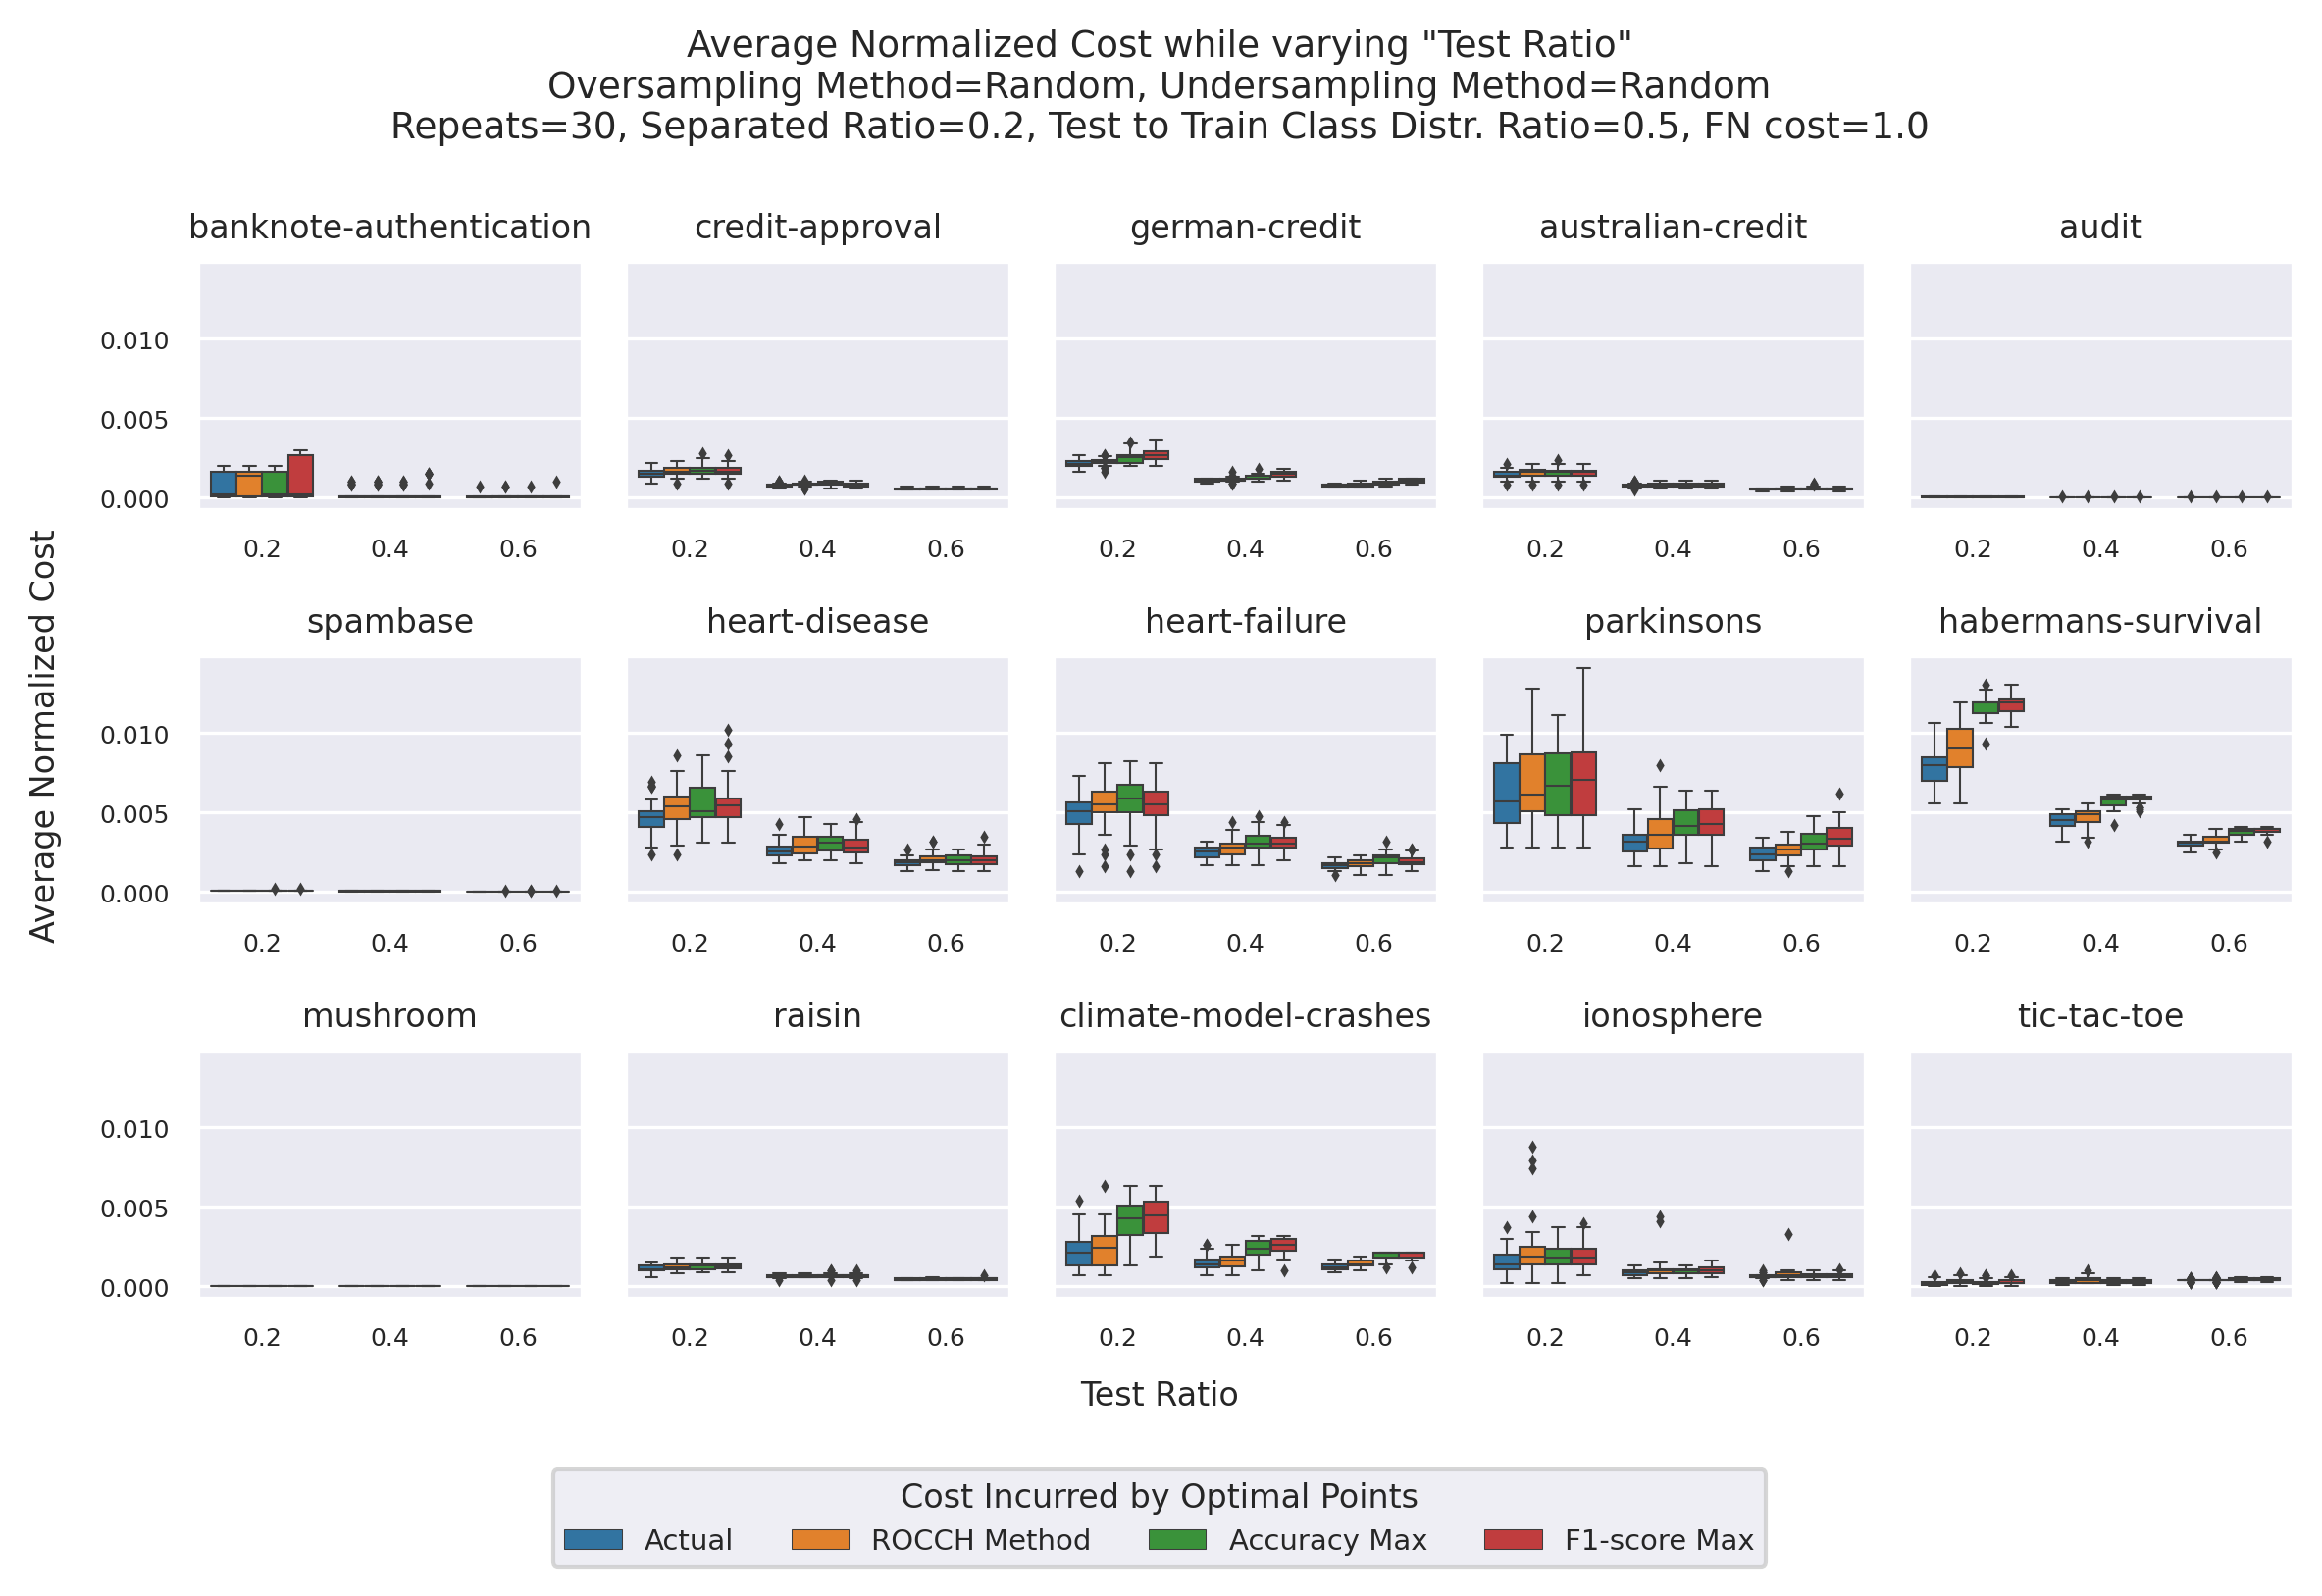 Average Normalized Cost while varying "Test Ratio"
Oversampling Method=Random, Undersampling Method=Random
Repeats=30, Separated Ratio=0.2, Test to Train Class Distr. Ratio=0.5, FN cost=1.0
banknote-authentication credit-approval german-credit australian-credit audit
0.010
0.005
0.000
0.2 0.4 0.6 0.2 0.4 0.6 0.2 0.4 0.6 0.2 0.4 0.6 0.2 0.4 0.6
Average Normalized Cost
spambase heart-disease heart-failure parkinsons habermans-survival
0.010
0.005
0.000
0.2 0.4 0.6 0.2 0.4 0.6 0.2 0.4 0.6 0.2 0.4 0.6 0.2 0.4 0.6
mushroom raisin climate-model-crashes ionosphere tic-tac-toe
0.010
0.005
0.000
0.2 0.4 0.6 0.2 0.4 0.6 0.2 0.4 0.6 0.2 0.4 0.6 0.2 0.4 0.6
Test Ratio
Cost Incurred by Optimal Points
Actual ROCCH Method Accuracy Max F1-score Max